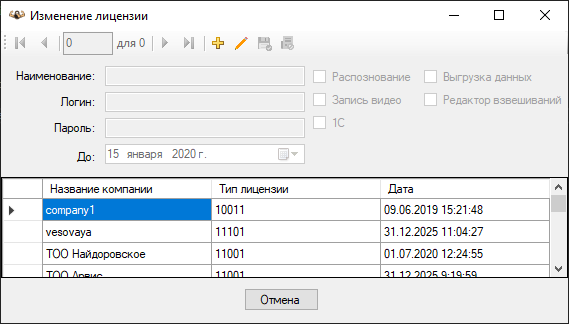 Изменение лицензии
0 для 0
Наименование:
Распознование
Выгрузка данных
Логин:
Запись видео
Редактор взвешиваний
Пароль:
1С
До:
15 января 2020 г.
Название компании Тип лицензии Дата
company1 10011 09.06.2019 15:21:48
vesovaya 11101 31.12.2025 11:04:27
ТОО Найдоровское 11001 01.07.2020 12:24:55
ТОО Арвис 11001 31.12.2025 9:19:59
Отмена